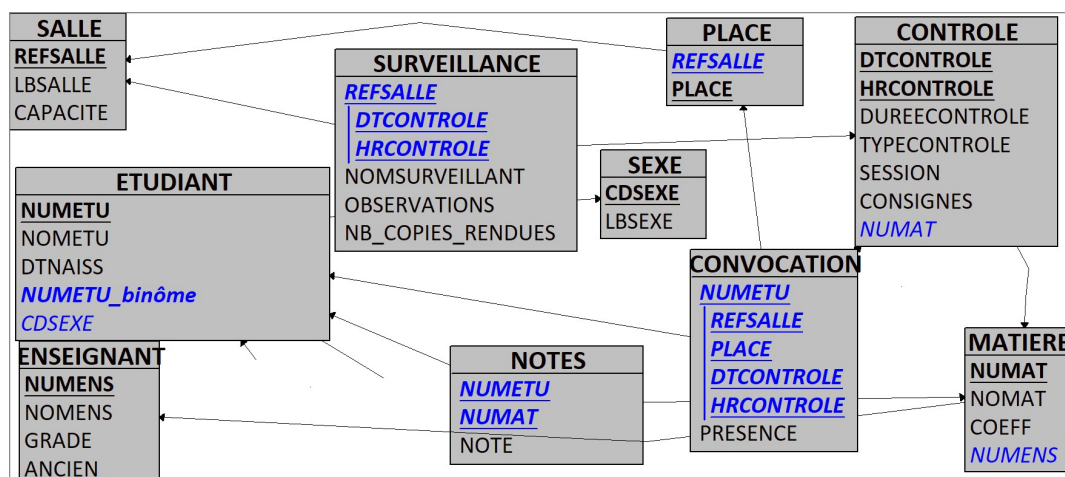 SALLE
REFSALLE
LBSALLE
CAPACITE
SURVEILLANCE
REFSALLE
DTCONTROLE
HRCONTROLE
NOMSURVEILLANT
OBSERVATIONS
NB_COPIES_RENDUES
PLACE
REFSALLE
PLACE
CONTROLE
DTCONTROLE
HRCONTROLE
DUREECONTROLE
TYPECONTROLE
SESSION
CONSIGNES
NUMAT
SEXE
CDSEXE
LBSEXE
ETUDIANT
NUMETU
NOMETU
DTNAISS
NUMETU_binôme
CDSEXE
CONVOCATION
NUMETU
REFSALLE
PLACE
DTCONTROLE
HRCONTROLE
PRESENCE
ENSEIGNANT
NUMENS
NOMENS
GRADE
ANCIEN
NOTES
NUMETU
NUMAT
NOTE
MATIERE
NUMAT
NOMAT
COEFF
NUMENS